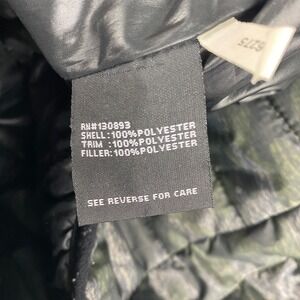 RN#130893
SHELL:100%POLYESTER
TRIM :100%POLYESTER
FILLER:100%POLYESTER
SEE REVERSE FOR CARE